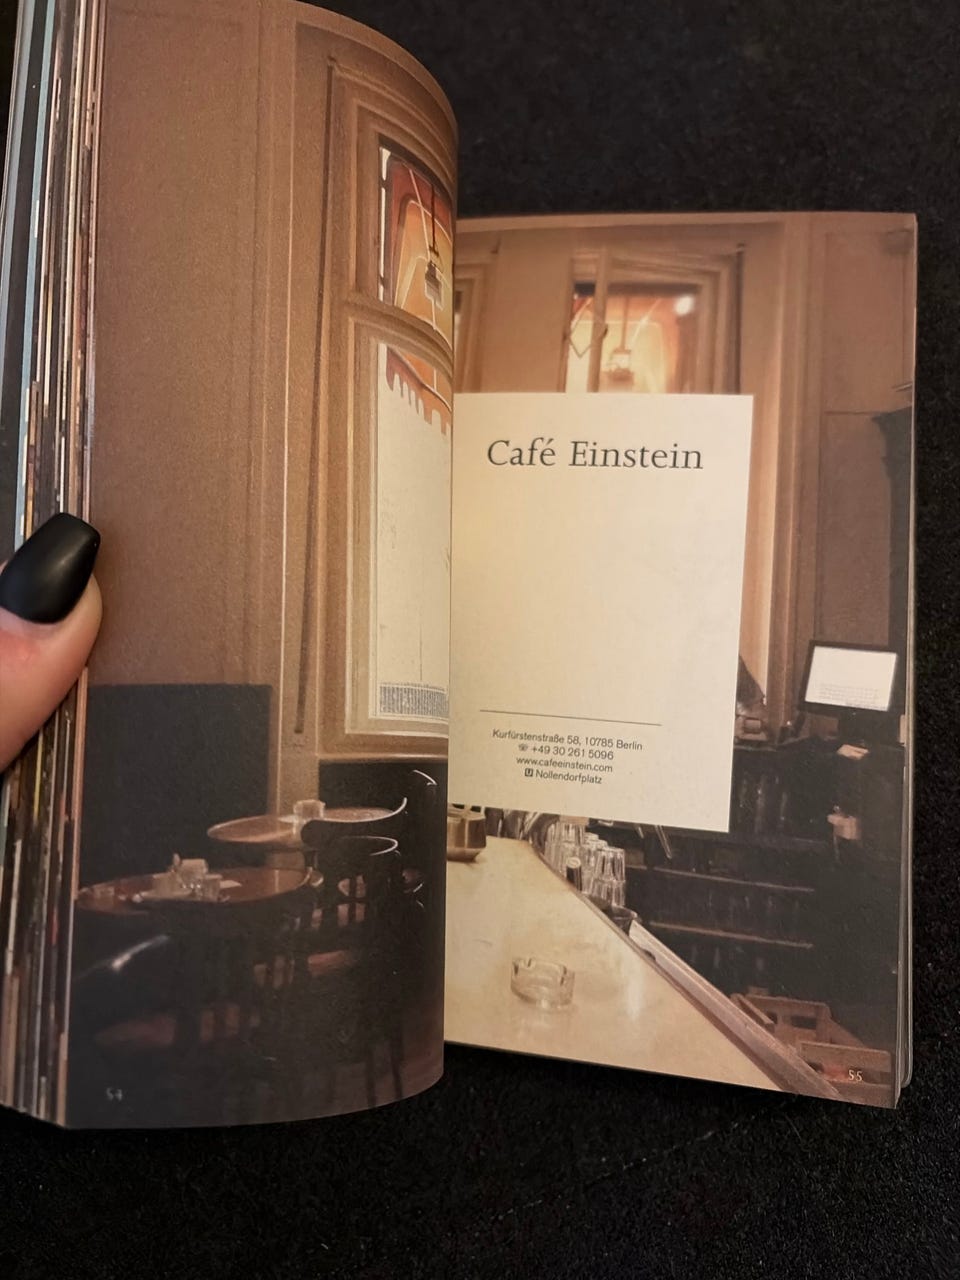 Café Einstein
Kurfürstenstraße 58, 10785 Berlin
☏ +49 30 261 5096
www.cafeeinstein.com
U Nollendorfplatz
54
55